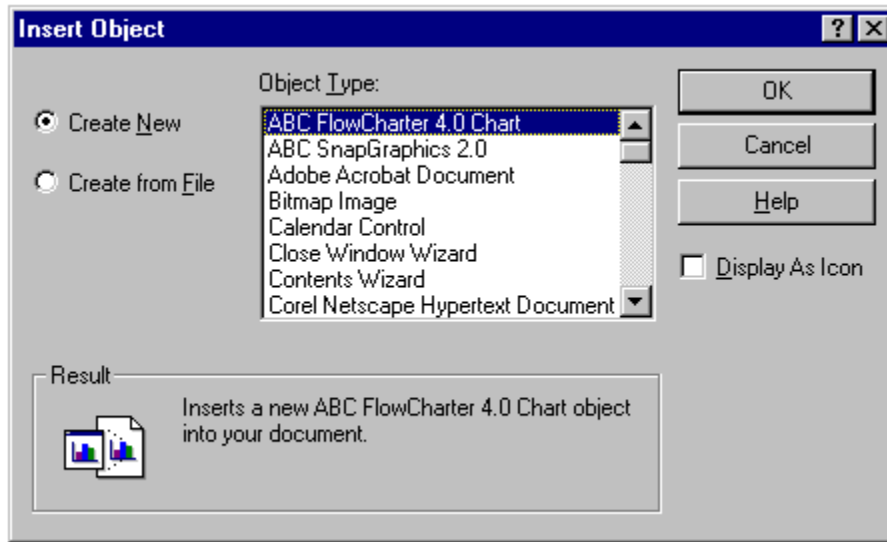 Insert Object
Object Type:
Create New
Create from File
ABC FlowCharter 4.0 Chart
ABC SnapGraphics 2.0
Adobe Acrobat Document
Bitmap Image
Calendar Control
Close Window Wizard
Contents Wizard
Corel Netscape Hypertext Document
OK
Cancel
Help
Display As Icon
Result
Inserts a new ABC FlowCharter 4.0 Chart object
into your document.